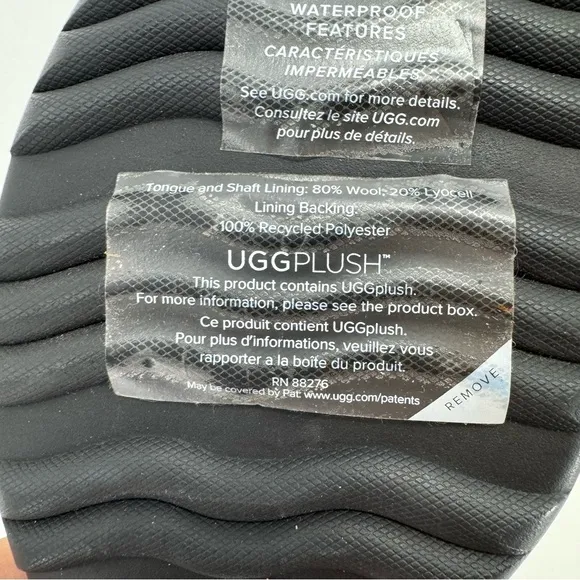 WATERPROOF
FEATURES
CARACTÉRISTIQUES
IMPERMÉABLES
See UGG.com for more details.
Consultez le site UGG.com
pour plus de détails.
Tongue and Shaft Lining: 80% Wool; 20% Lyocell
Lining Backing:
100% Recycled Polyester
UGGPLUSH™
This product contains UGGplush.
For more information, please see the product box.
Ce produit contient UGGplush.
Pour plus d'informations, veuillez vous
rapporter a la boîte du produit.
RN 88276
May be covered by Pat: www.ugg.com/patents
REMOVE